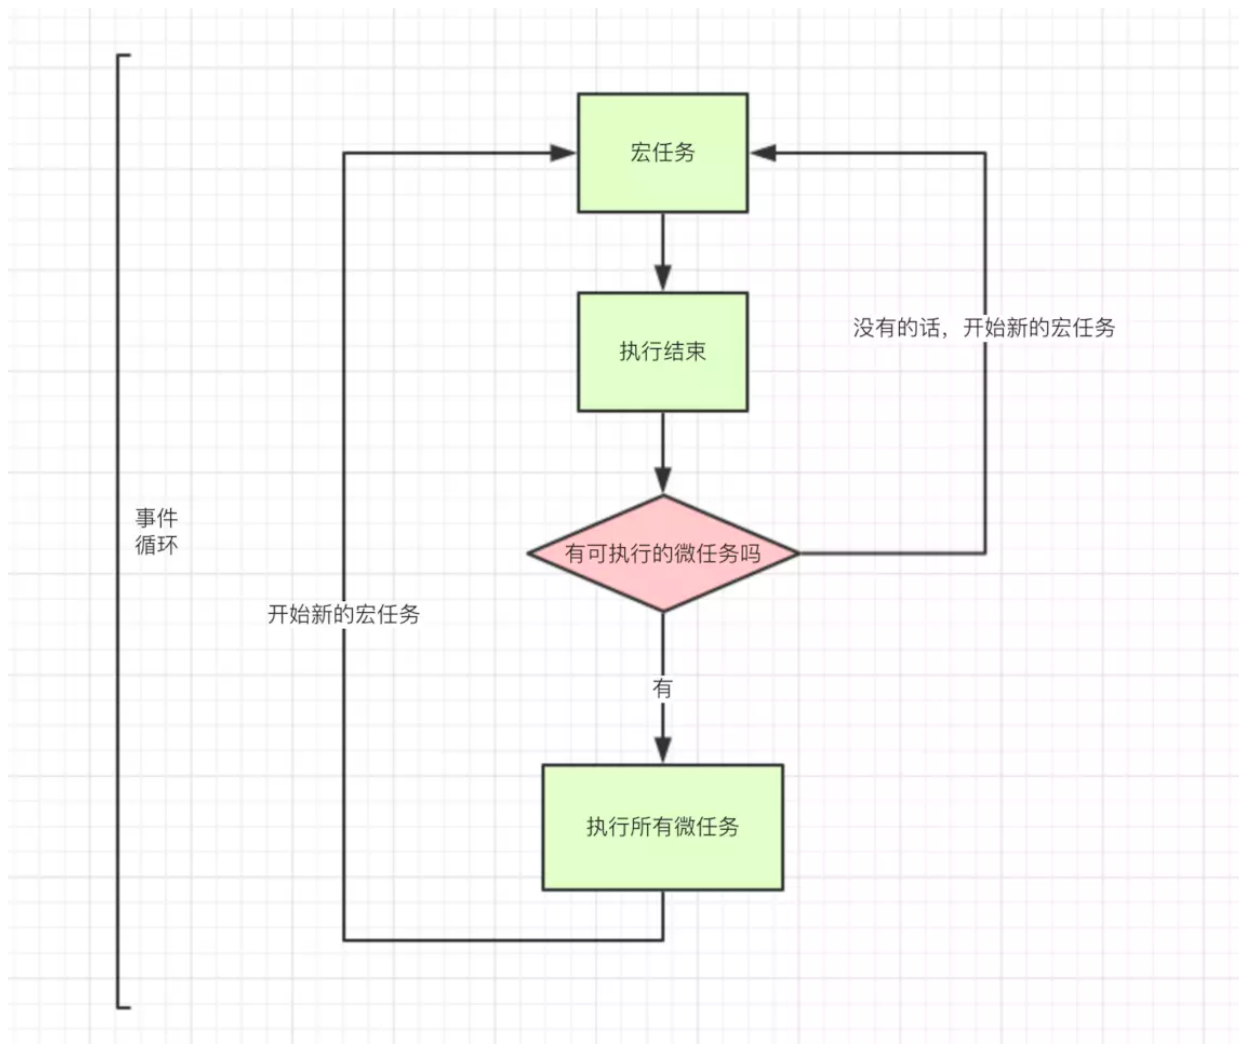 宏任务
执行结束
没有的话，开始新的宏任务
事件
循环
有可执行的微任务吗
开始新的宏任务
有
执行所有微任务